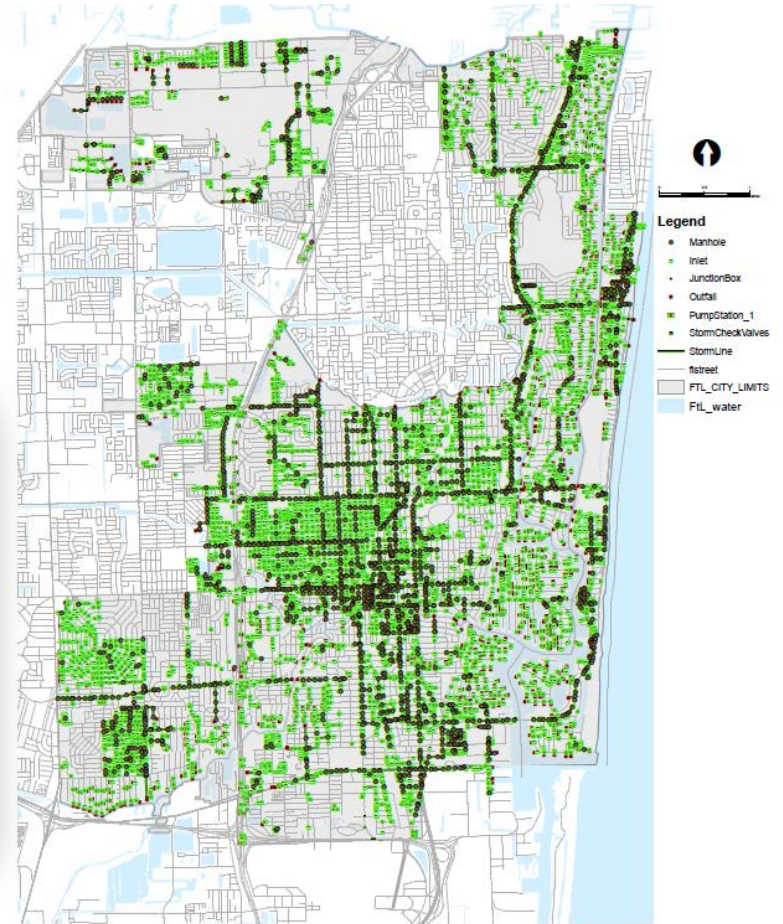 Legend
Manhole
Inlet
JunctionBox
Outfall
PumpStation_1
StormCheckValves
StormLine
flstreet
FTL_CITY_LIMITS
FtL_water